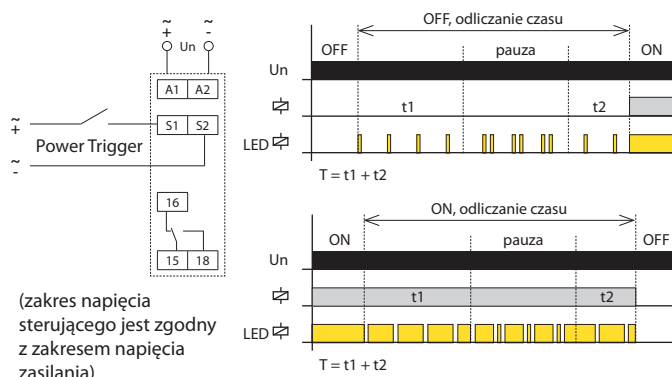 ~ ~
+ Un -
A1 A2
~
+
S1 S2
Power Trigger
~
-
16
15 18
(zakres napięcia
sterującego jest zgodny
z zakresem napięcia
zasilania)
OFF, odliczanie czasu
OFF pauza ON
Un
t1 t2
LED
T = t1 + t2
ON, odliczanie czasu
ON pauza OFF
Un
t1 t2
LED
T = t1 + t2